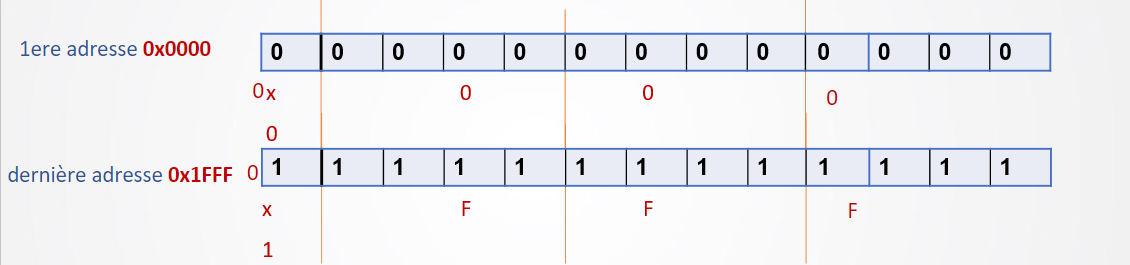 1ere adresse 0x0000 0 0 0 0 0 0 0 0 0 0 0 0 0
0x 0 0 0
0
dernière adresse 0x1FFF 0 1 1 1 1 1 1 1 1 1 1 1 1 1
x F F F
1